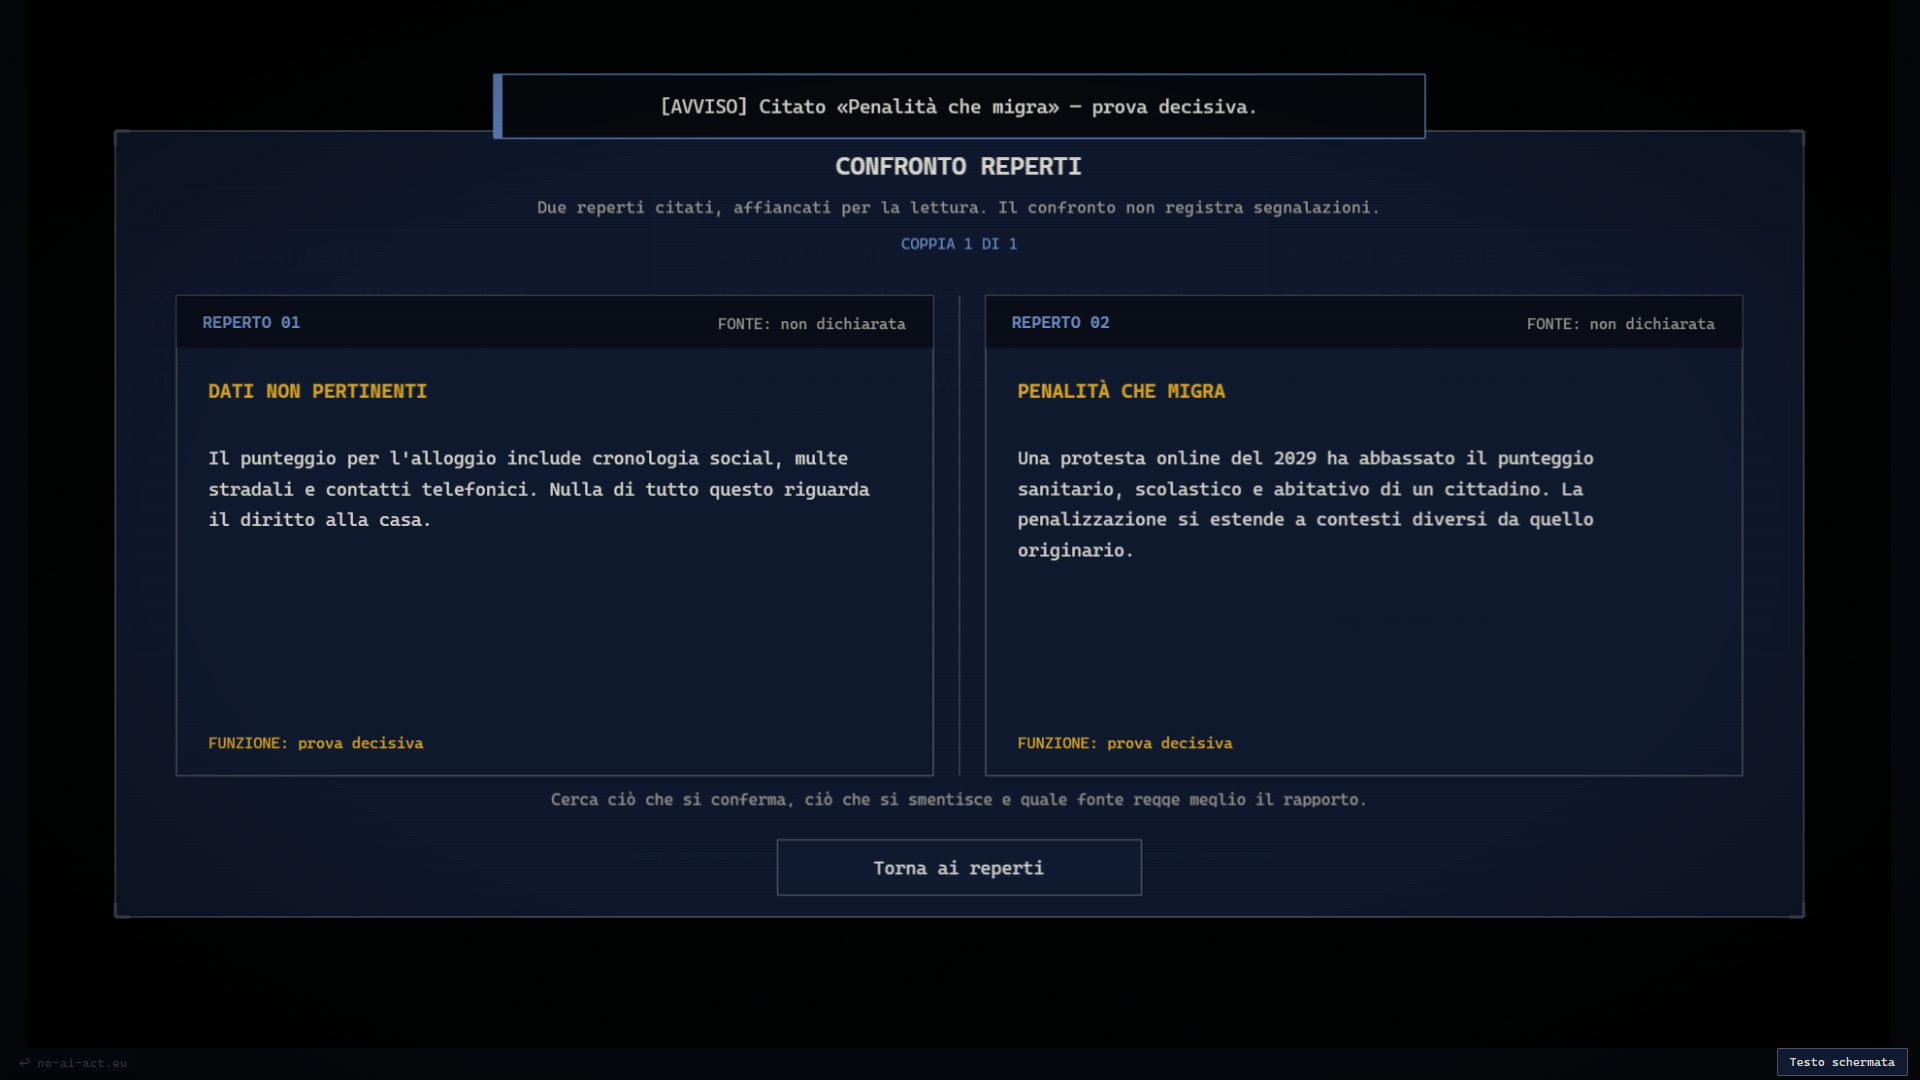 [AVVISO] Citato «Penalità che migra» — prova decisiva.
CONFRONTO REPERTI
Due reperti citati, affiancati per la lettura. Il confronto non registra segnalazioni.
COPPIA 1 DI 1
REPERTO 01
FONTE: non dichiarata
DATI NON PERTINENTI
Il punteggio per l'alloggio include cronologia social, multe
stradali e contatti telefonici. Nulla di tutto questo riguarda
il diritto alla casa.
FUNZIONE: prova decisiva
REPERTO 02
FONTE: non dichiarata
PENALITÀ CHE MIGRA
Una protesta online del 2029 ha abbassato il punteggio
sanitario, scolastico e abitativo di un cittadino. La
penalizzazione si estende a contesti diversi da quello
originario.
FUNZIONE: prova decisiva
Cerca ciò che si conferma, ciò che si smentisce e quale fonte regge meglio il rapporto.
Torna ai reperti
↩ no-ai-act.eu
Testo schermata